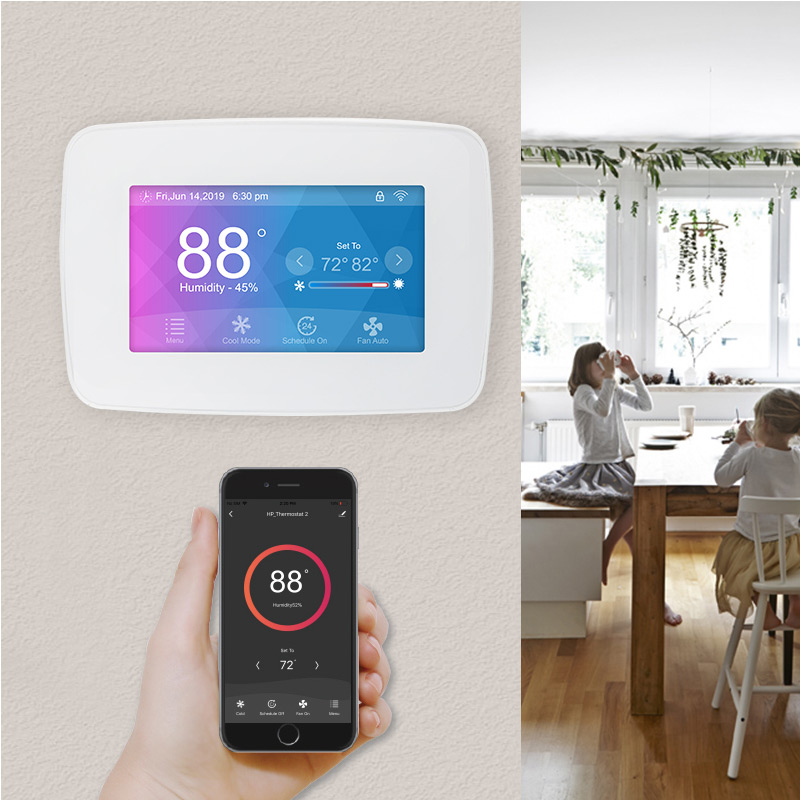 Fri,Jun 14,2019 6:30 pm
88°
Humidity - 45%
Set To
72° 82°
24
Menu
Cool Mode
Schedule On
Fan Auto
HP_Thermostat 2
88°
Humidity52%
Set To
72°
Cold
Schedule Off
Fan On
Menu